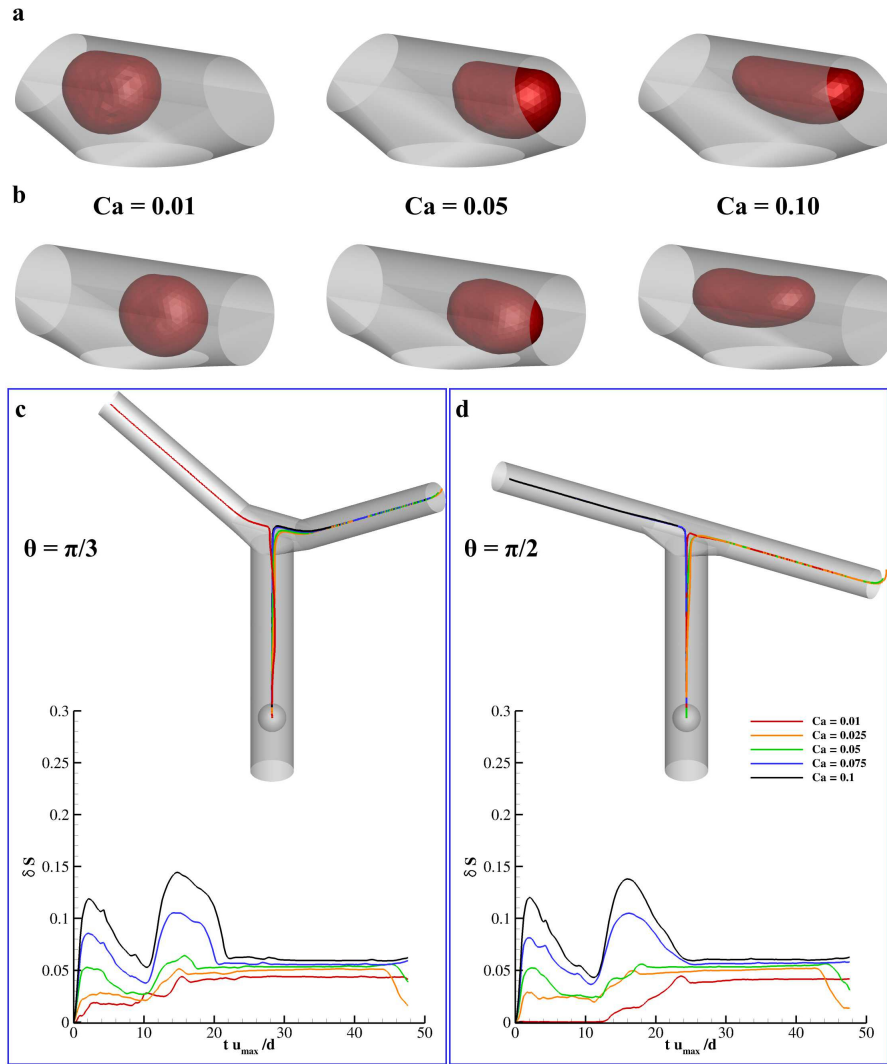 a
b
Ca = 0.01 Ca = 0.05 Ca = 0.10
c
d
θ = π/3
θ = π/2
0.3
0.25
0.2
0.15
0.1
0.05
0
δ S
0 10 20 30 40 50
t u_max /d
0.3
0.25
0.2
0.15
0.1
0.05
0
δ S
0 10 20 30 40 50
t u_max /d
Ca = 0.01
Ca = 0.025
Ca = 0.05
Ca = 0.075
Ca = 0.1